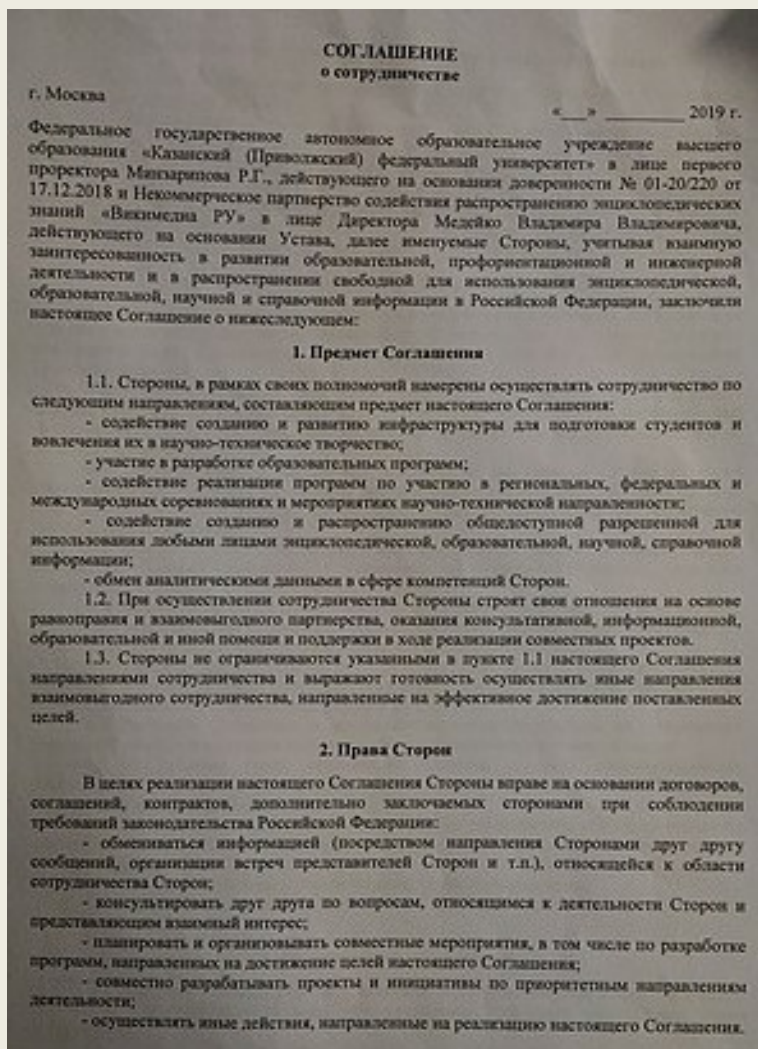 СОГЛАШЕНИЕ
о сотрудничестве
г. Москва
«___» __________ 2019 г.
Федеральное государственное автономное образовательное учреждение высшего
образования «Казанский (Приволжский) федеральный университет» в лице первого
проректора Минзарипова Р.Г., действующего на основании доверенности № 01-20/220 от
17.12.2018 и Некоммерческое партнерство содействия распространению энциклопедических
знаний «Викимедиа РУ» в лице Директора Медейко Владимира Владимировича,
действующего на основании Устава, далее именуемые Стороны, учитывая взаимную
заинтересованность в развитии образовательной, профориентационной и инженерной
деятельности и в распространении свободной для использования энциклопедической,
образовательной, научной и справочной информации в Российской Федерации, заключили
настоящее Соглашение о нижеследующем:
1. Предмет Соглашения
1.1. Стороны, в рамках своих полномочий намерены осуществлять сотрудничество по
следующим направлениям, составляющим предмет настоящего Соглашения:
- содействие созданию и развитию инфраструктуры для подготовки студентов и
вовлечения их в научно-техническое творчество;
- участие в разработке образовательных программ;
- содействие реализации программ по участию в региональных, федеральных и
международных соревнованиях и мероприятиях научно-технической направленности;
- содействие созданию и распространению общедоступной разрешенной для
использования любыми лицами энциклопедической, образовательной, научной, справочной
информации;
- обмен аналитическими данными в сфере компетенций Сторон.
1.2. При осуществлении сотрудничества Стороны строят свои отношения на основе
равноправия и взаимовыгодного партнерства, оказания консультативной, информационной,
образовательной и иной помощи и поддержки в ходе реализации совместных проектов.
1.3. Стороны не ограничиваются указанными в пункте 1.1 настоящего Соглашения
направлениями сотрудничества и выражают готовность осуществлять иные направления
взаимовыгодного сотрудничества, направленные на эффективное достижение поставленных
целей.
2. Права Сторон
В целях реализации настоящего Соглашения Стороны вправе на основании договоров,
соглашений, контрактов, дополнительно заключаемых сторонами при соблюдении
требований законодательства Российской Федерации:
- обмениваться информацией (посредством направления Сторонами друг другу
сообщений, организации встреч представителей Сторон и т.п.), относящейся к области
сотрудничества Сторон;
- консультировать друг друга по вопросам, относящимся к деятельности Сторон и
представляющим взаимный интерес;
- планировать и организовывать совместные мероприятия, в том числе по разработке
программ, направленных на достижение целей настоящего Соглашения;
- совместно разрабатывать проекты и инициативы по приоритетным направлениям
деятельности;
- осуществлять иные действия, направленные на реализацию настоящего Соглашения.